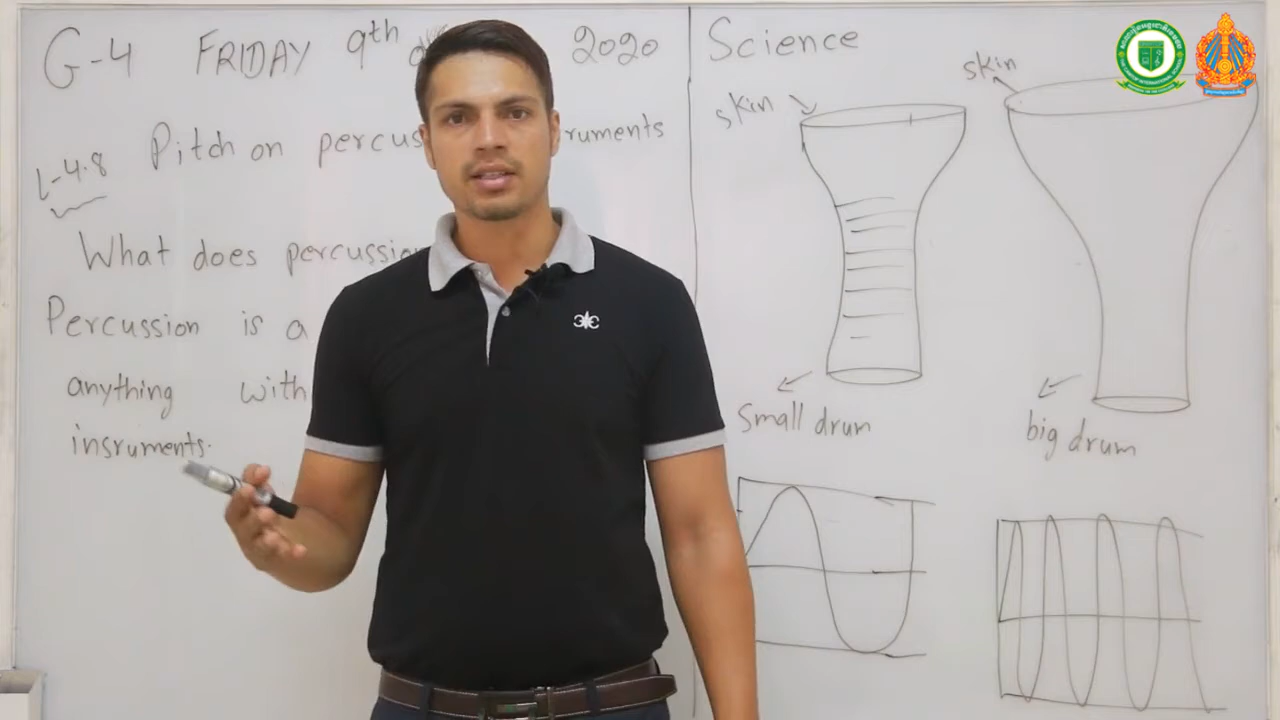 G-4 FRIDAY 9th 2020
L-4.8 Pitch on percus ruments
What does percussion
Percussion is a
anything with
insruments.
Science
skin
skin
small drum
big drum